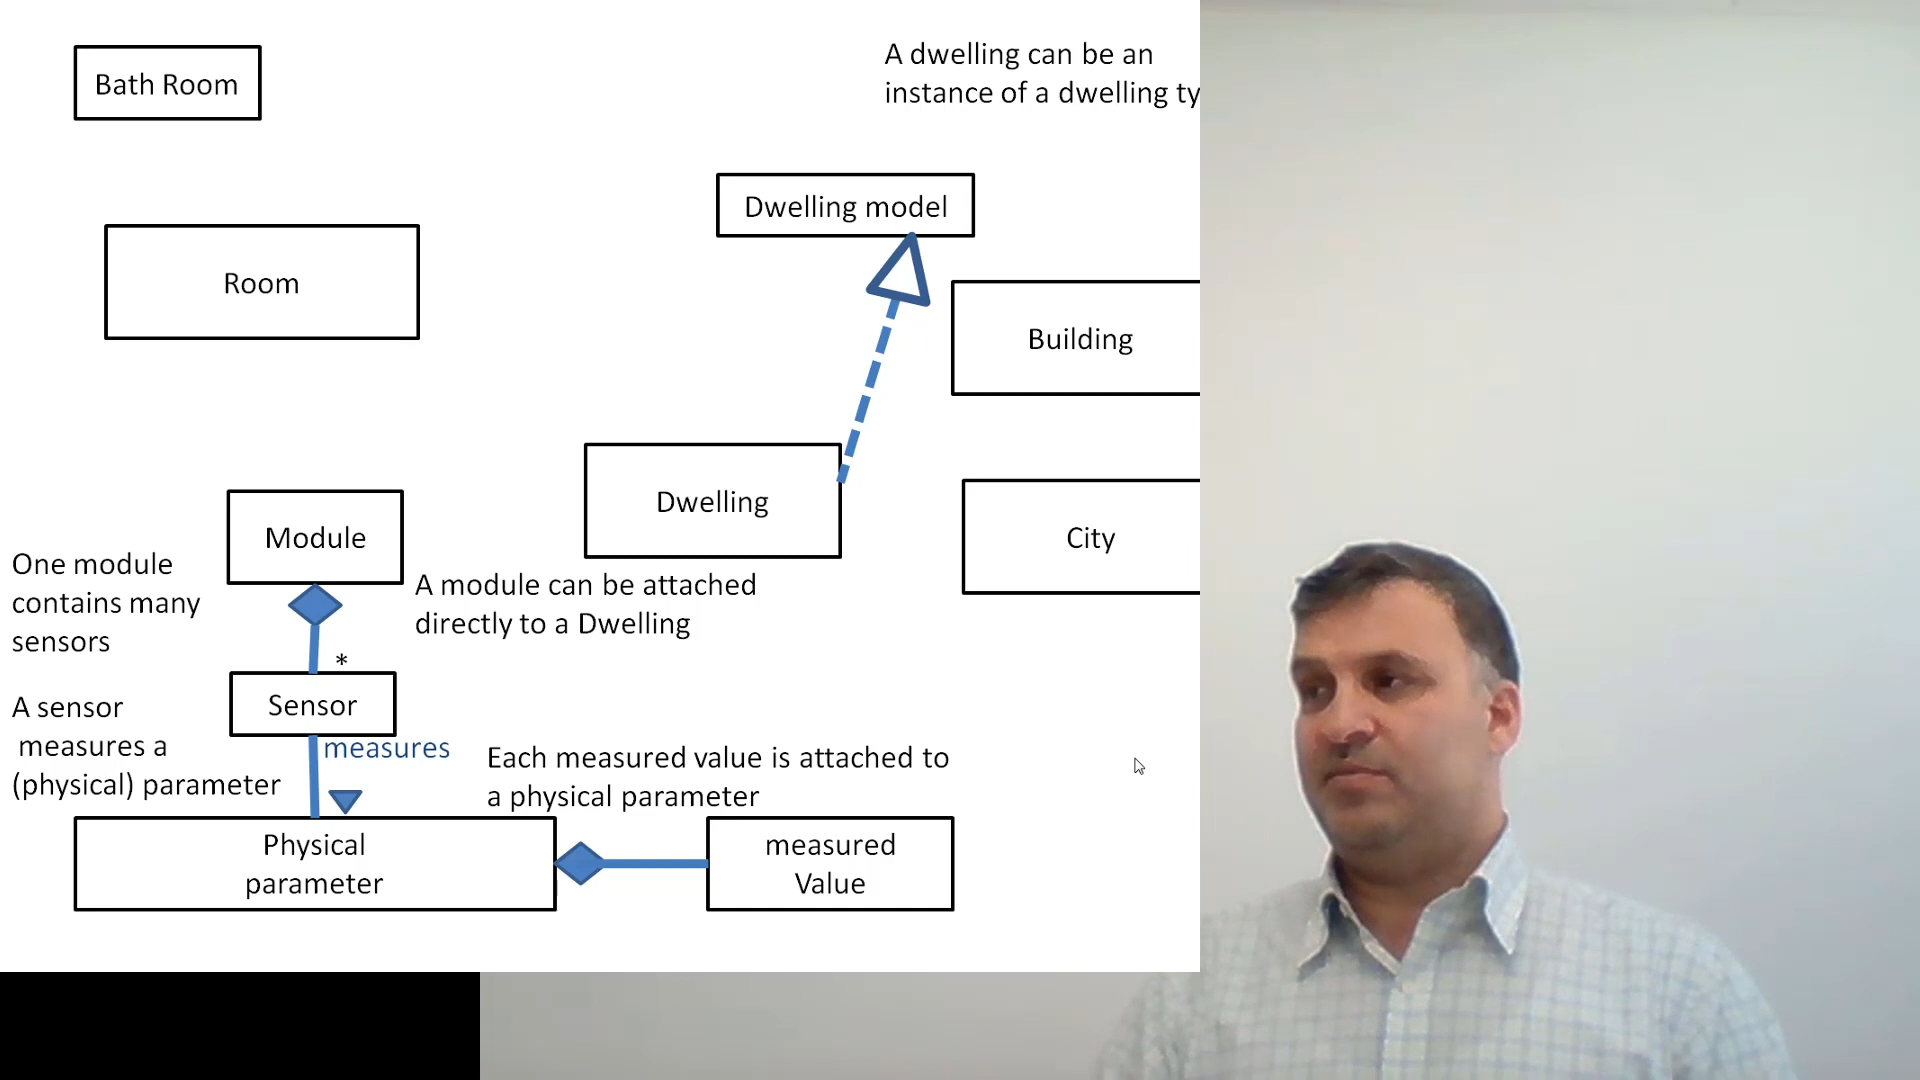 A dwelling can be an
instance of a dwelling ty
Bath Room
Dwelling model
Room
Building
Dwelling
City
Module
One module
contains many
sensors
A module can be attached
directly to a Dwelling
*
Sensor
A sensor
measures a
(physical) parameter
measures
Each measured value is attached to
a physical parameter
Physical
parameter
measured
Value